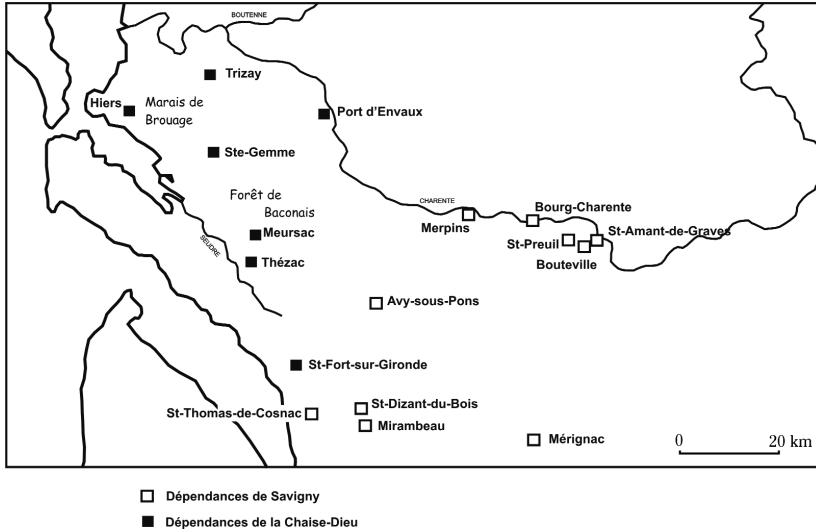 BOUTENNE
Trizay
Hiers
Marais de
Brouage
Port d'Envaux
Ste-Gemme
Forêt de
Baconais
CHARENTE
Bourg-Charente
Merpins
St-Amant-de-Graves
St-Preuil
Bouteville
Meursac
SEUDRE
Thézac
Avy-sous-Pons
St-Fort-sur-Gironde
St-Dizant-du-Bois
St-Thomas-de-Cosnac
Mirambeau
Mérignac
0 20 km
Dépendances de Savigny
Dépendances de la Chaise-Dieu